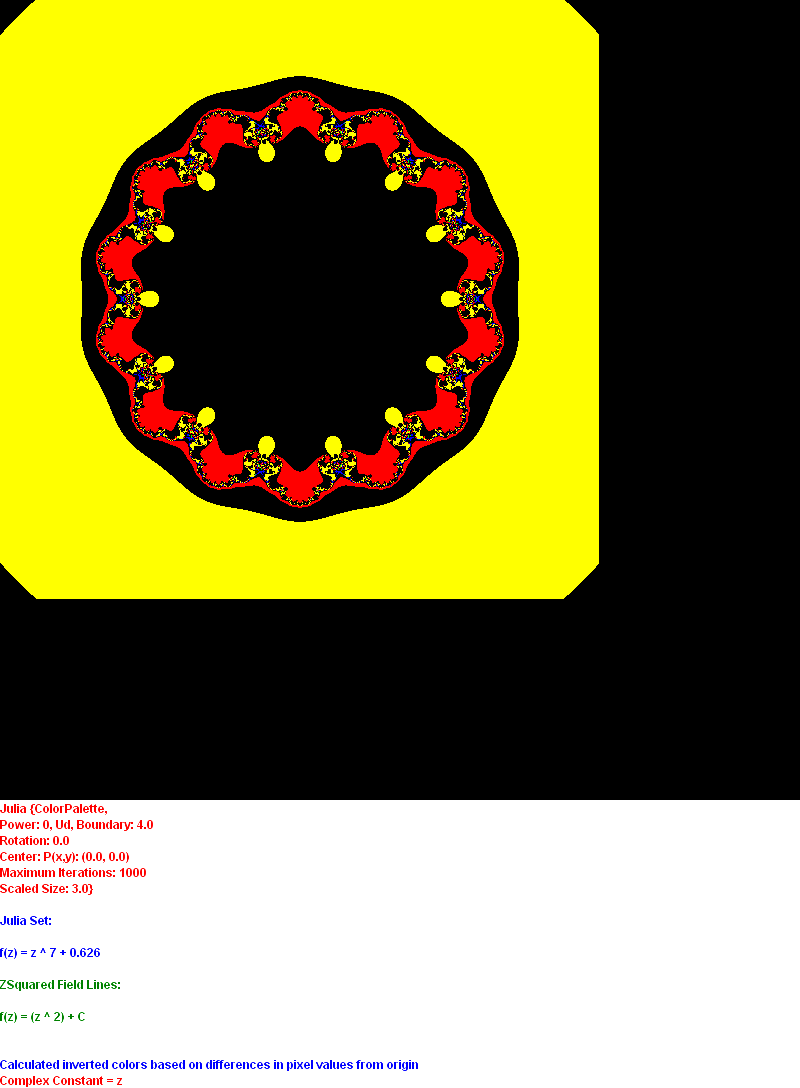 Julia {ColorPalette,
Power: 0, Ud, Boundary: 4.0
Rotation: 0.0
Center: P(x,y): (0.0, 0.0)
Maximum Iterations: 1000
Scaled Size: 3.0}
Julia Set:
f(z) = z ^ 7 + 0.626
ZSquared Field Lines:
f(z) = (z ^ 2) + C
Calculated inverted colors based on differences in pixel values from origin
Complex Constant = z